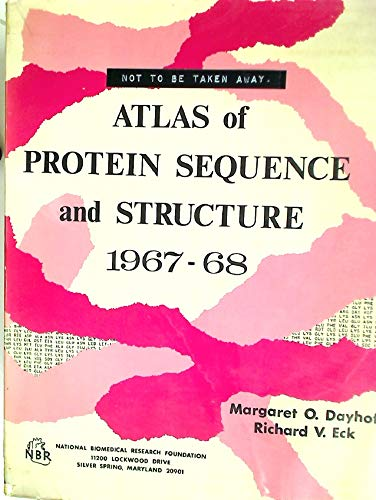 NOT TO BE TAKEN AWAY.
ATLAS of
PROTEIN SEQUENCE
and STRUCTURE
1967-68
Margaret O. Dayhof
Richard V. Eck
NBR
NATIONAL BIOMEDICAL RESEARCH FOUNDATION
11200 LOCKWOOD DRIVE
SILVER SPRING, MARYLAND 20901